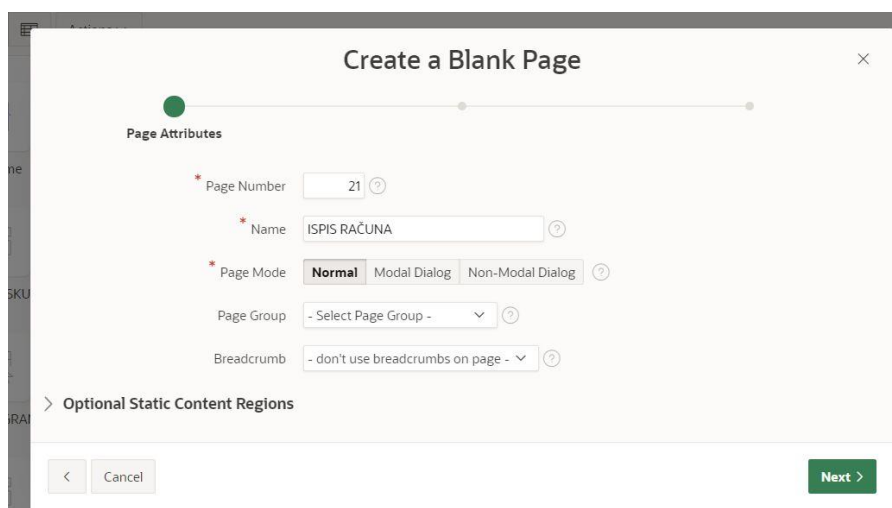 Create a Blank Page
Page Attributes
* Page Number 21 ?
* Name ISPIS RAČUNA ?
* Page Mode Normal Modal Dialog Non-Modal Dialog ?
Page Group - Select Page Group - ?
Breadcrumb - don't use breadcrumbs on page - ?
Optional Static Content Regions
Cancel Next